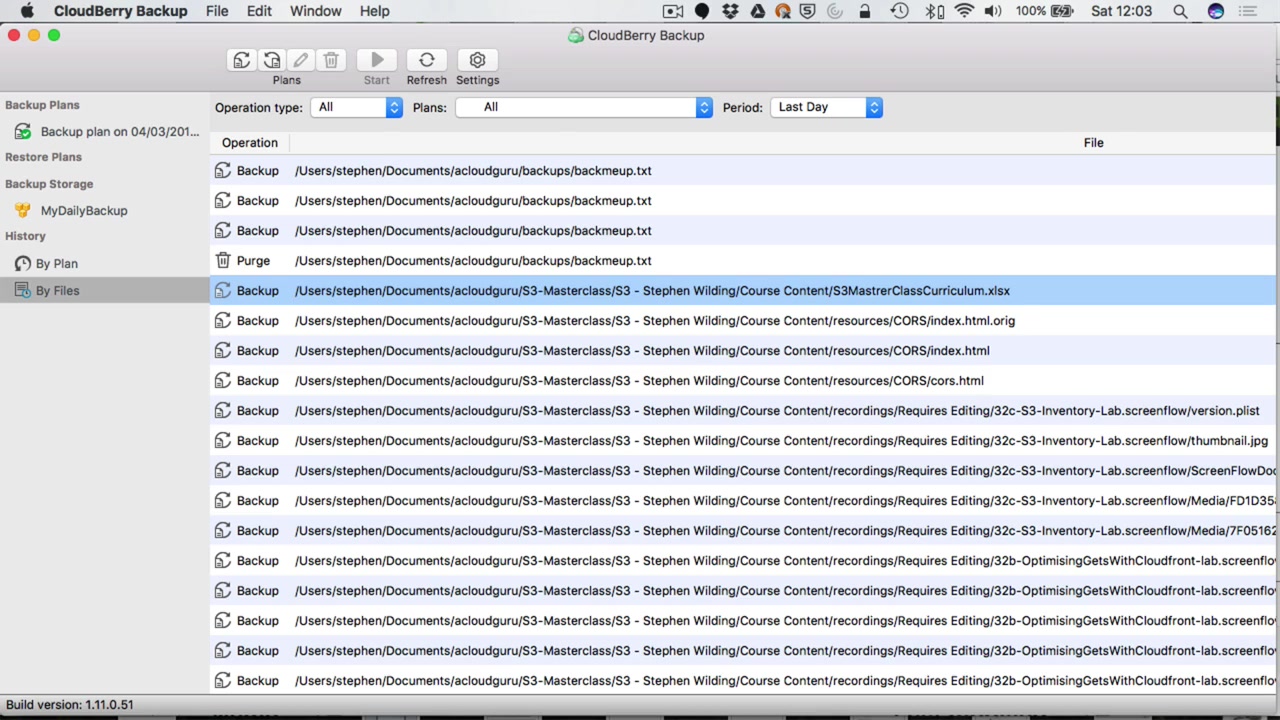 CloudBerry Backup File Edit Window Help 100% Sat 12:03
CloudBerry Backup
Plans Start Refresh Settings
Backup Plans
Backup plan on 04/03/201...
Restore Plans
Backup Storage
MyDailyBackup
History
By Plan
By Files
Operation type: All Plans: All Period: Last Day
Operation File
Backup /Users/stephen/Documents/acloudguru/backups/backmeup.txt
Backup /Users/stephen/Documents/acloudguru/backups/backmeup.txt
Backup /Users/stephen/Documents/acloudguru/backups/backmeup.txt
Purge /Users/stephen/Documents/acloudguru/backups/backmeup.txt
Backup /Users/stephen/Documents/acloudguru/S3-Masterclass/S3 - Stephen Wilding/Course Content/S3MastrerClassCurriculum.xlsx
Backup /Users/stephen/Documents/acloudguru/S3-Masterclass/S3 - Stephen Wilding/Course Content/resources/CORS/index.html.orig
Backup /Users/stephen/Documents/acloudguru/S3-Masterclass/S3 - Stephen Wilding/Course Content/resources/CORS/index.html
Backup /Users/stephen/Documents/acloudguru/S3-Masterclass/S3 - Stephen Wilding/Course Content/resources/CORS/cors.html
Backup /Users/stephen/Documents/acloudguru/S3-Masterclass/S3 - Stephen Wilding/Course Content/recordings/Requires Editing/32c-S3-Inventory-Lab.screenflow/version.plist
Backup /Users/stephen/Documents/acloudguru/S3-Masterclass/S3 - Stephen Wilding/Course Content/recordings/Requires Editing/32c-S3-Inventory-Lab.screenflow/thumbnail.jpg
Backup /Users/stephen/Documents/acloudguru/S3-Masterclass/S3 - Stephen Wilding/Course Content/recordings/Requires Editing/32c-S3-Inventory-Lab.screenflow/ScreenFlowDoc
Backup /Users/stephen/Documents/acloudguru/S3-Masterclass/S3 - Stephen Wilding/Course Content/recordings/Requires Editing/32c-S3-Inventory-Lab.screenflow/Media/FD1D358
Backup /Users/stephen/Documents/acloudguru/S3-Masterclass/S3 - Stephen Wilding/Course Content/recordings/Requires Editing/32c-S3-Inventory-Lab.screenflow/Media/7F05162
Backup /Users/stephen/Documents/acloudguru/S3-Masterclass/S3 - Stephen Wilding/Course Content/recordings/Requires Editing/32b-OptimisingGetsWithCloudfront-lab.screenflo
Backup /Users/stephen/Documents/acloudguru/S3-Masterclass/S3 - Stephen Wilding/Course Content/recordings/Requires Editing/32b-OptimisingGetsWithCloudfront-lab.screenflo
Backup /Users/stephen/Documents/acloudguru/S3-Masterclass/S3 - Stephen Wilding/Course Content/recordings/Requires Editing/32b-OptimisingGetsWithCloudfront-lab.screenflo
Backup /Users/stephen/Documents/acloudguru/S3-Masterclass/S3 - Stephen Wilding/Course Content/recordings/Requires Editing/32b-OptimisingGetsWithCloudfront-lab.screenflo
Backup /Users/stephen/Documents/acloudguru/S3-Masterclass/S3 - Stephen Wilding/Course Content/recordings/Requires Editing/32b-OptimisingGetsWithCloudfront-lab.screenflo
Build version: 1.11.0.51